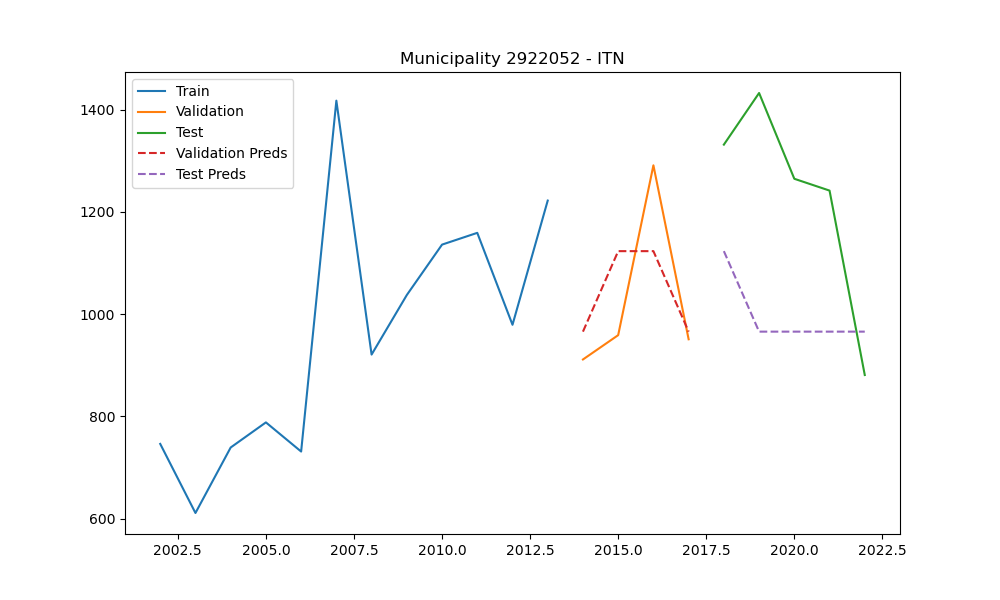 Municipality 2922052 - ITN
Train
Validation
Test
Validation Preds
Test Preds
1400
1200
1000
800
600
2002.5 2005.0 2007.5 2010.0 2012.5 2015.0 2017.5 2020.0 2022.5